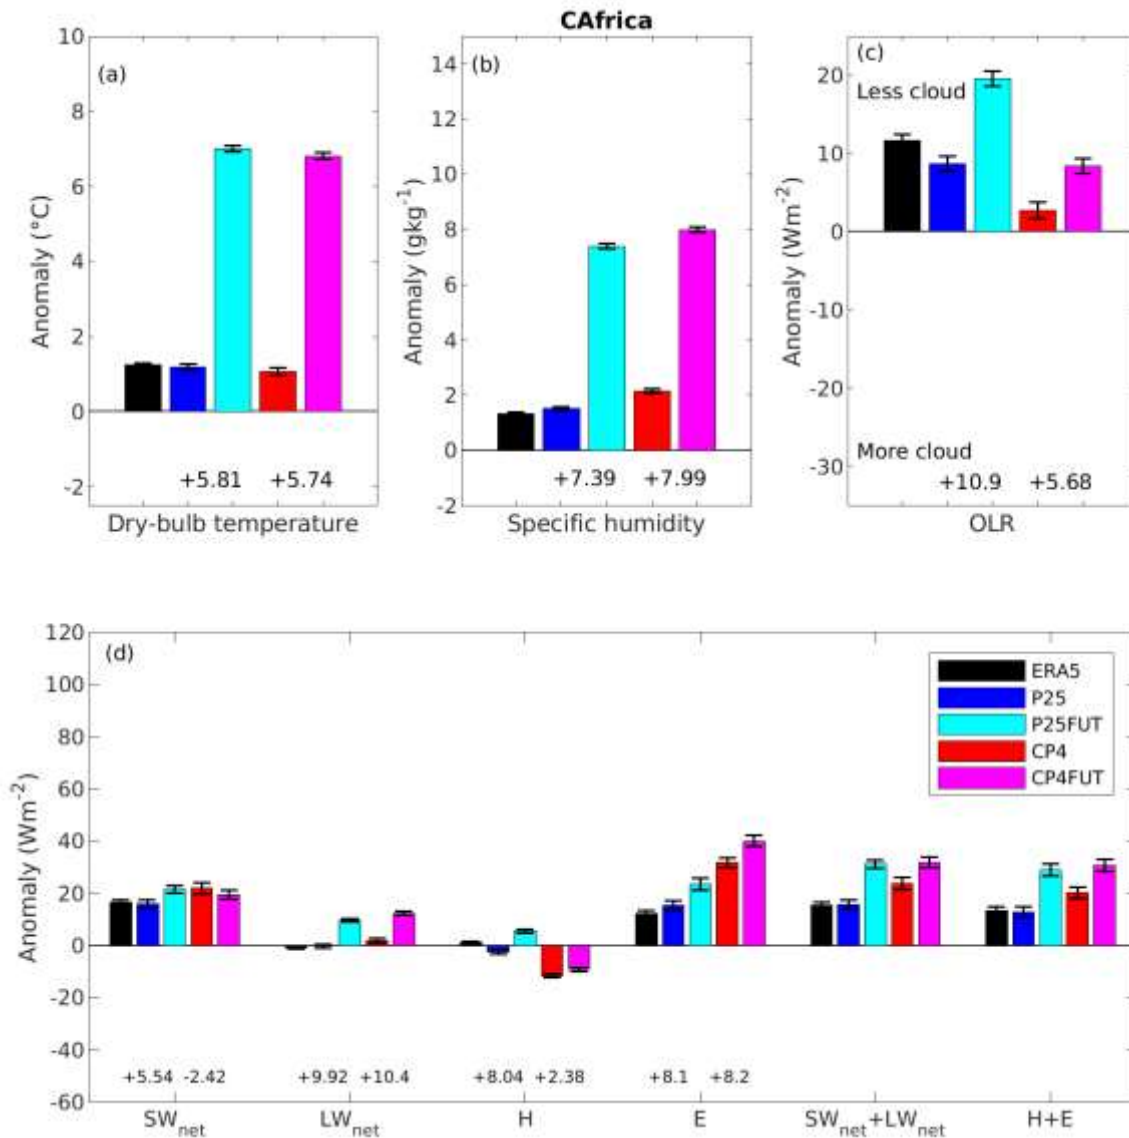 CAfrica
(a)
10
8
6
4
2
0
-2
Anomaly (°C)
+5.81 +5.74
Dry-bulb temperature
(b)
14
12
10
8
6
4
2
0
-2
Anomaly (gkg⁻¹)
+7.39 +7.99
Specific humidity
(c)
20
10
0
-10
-20
-30
Anomaly (Wm⁻²)
Less cloud
More cloud
+10.9 +5.68
OLR
(d)
120
100
80
60
40
20
0
-20
-40
-60
Anomaly (Wm⁻²)
ERA5
P25
P25FUT
CP4
CP4FUT
+5.54 -2.42 +9.92 +10.4 +8.04 +2.38 +8.1 +8.2
SWnet LWnet H E SWnet+LWnet H+E